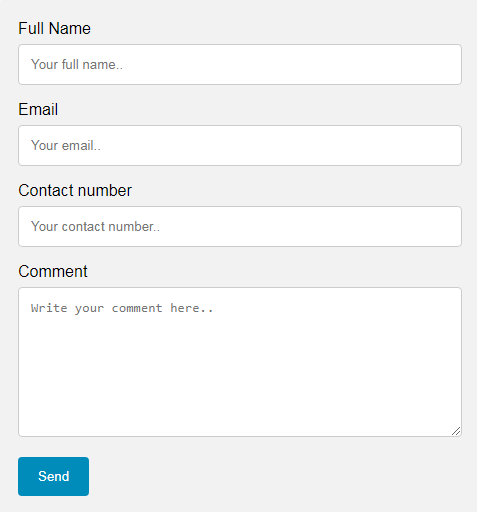 Full Name
Your full name..
Email
Your email..
Contact number
Your contact number..
Comment
Write your comment here..
Send